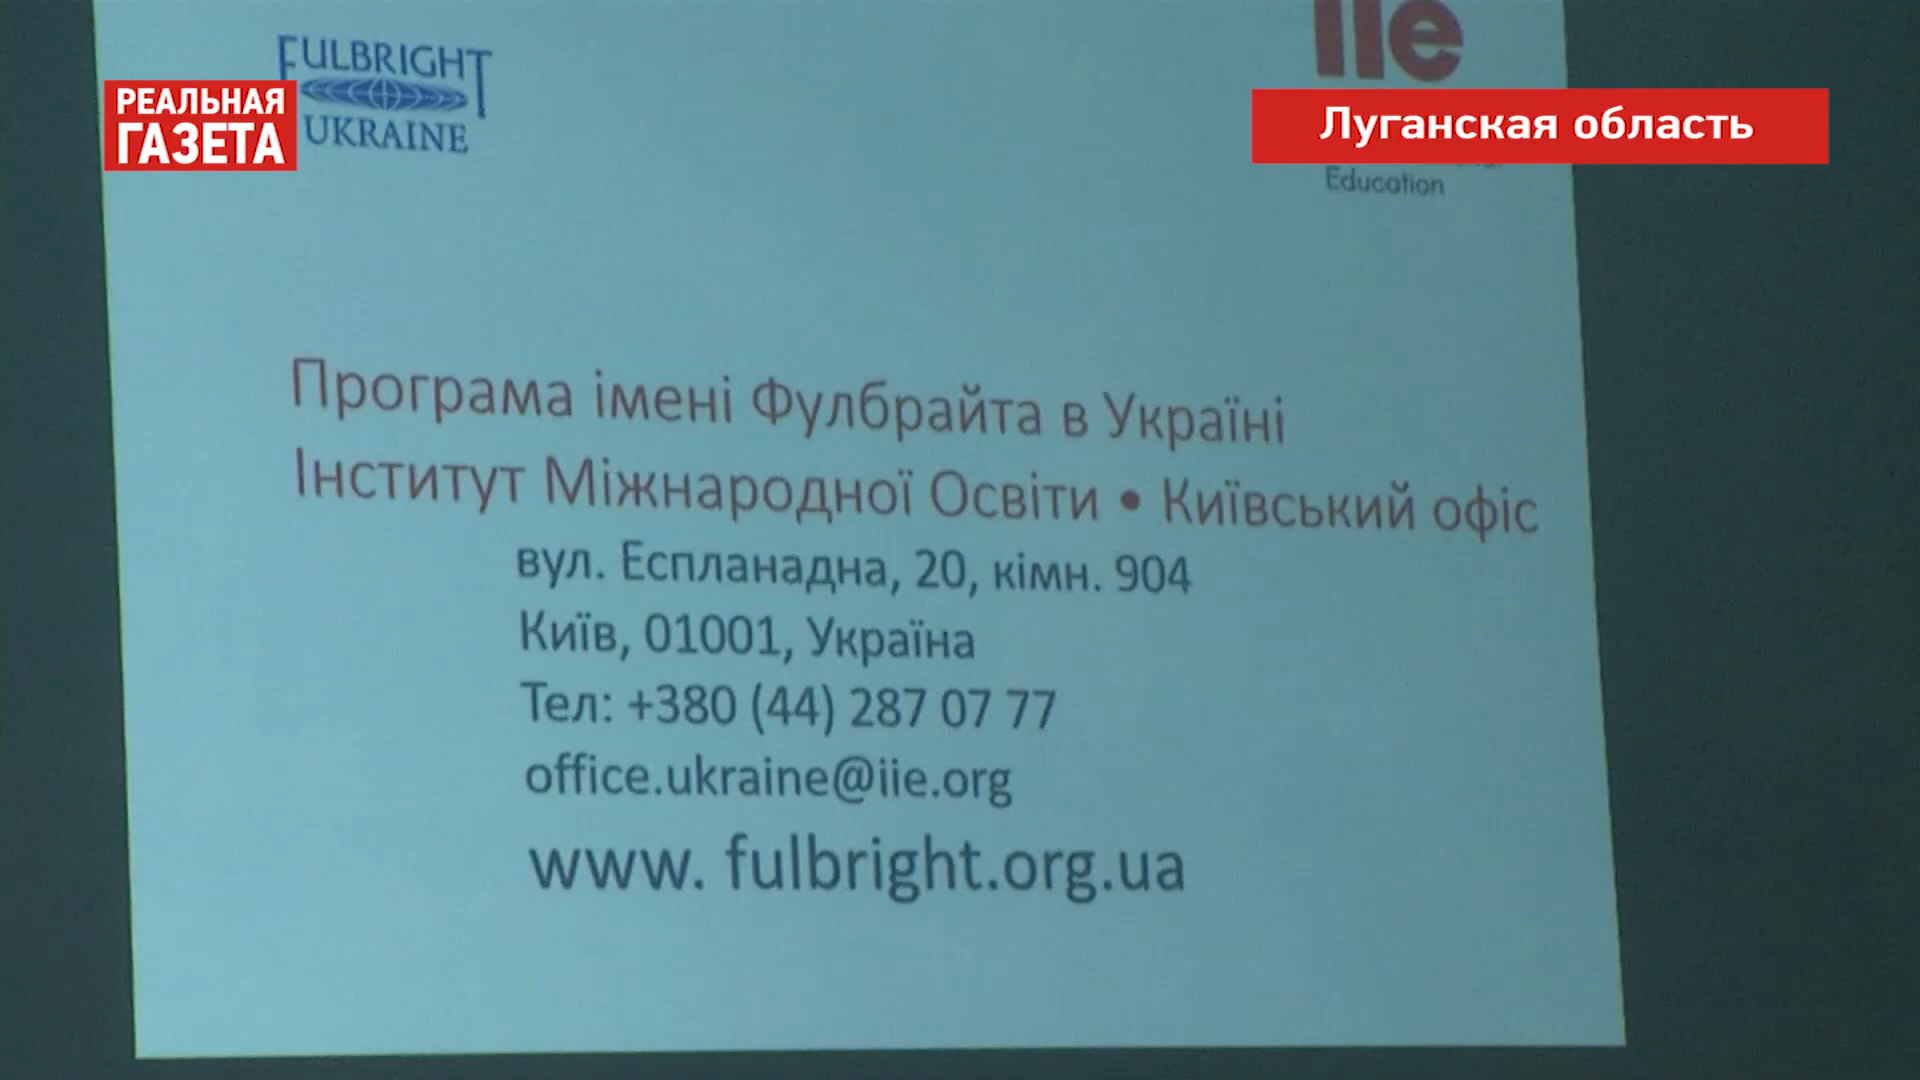 FULBRIGHT
UKRAINE
РЕАЛЬНАЯ
ГАЗЕТА
iie
Луганская область
Education
Програма імені Фулбрайта в Україні
Інститут Міжнародної Освіти • Київський офіс
вул. Еспланадна, 20, кімн. 904
Київ, 01001, Україна
Тел: +380 (44) 287 07 77
office.ukraine@iie.org
www. fulbright.org.ua